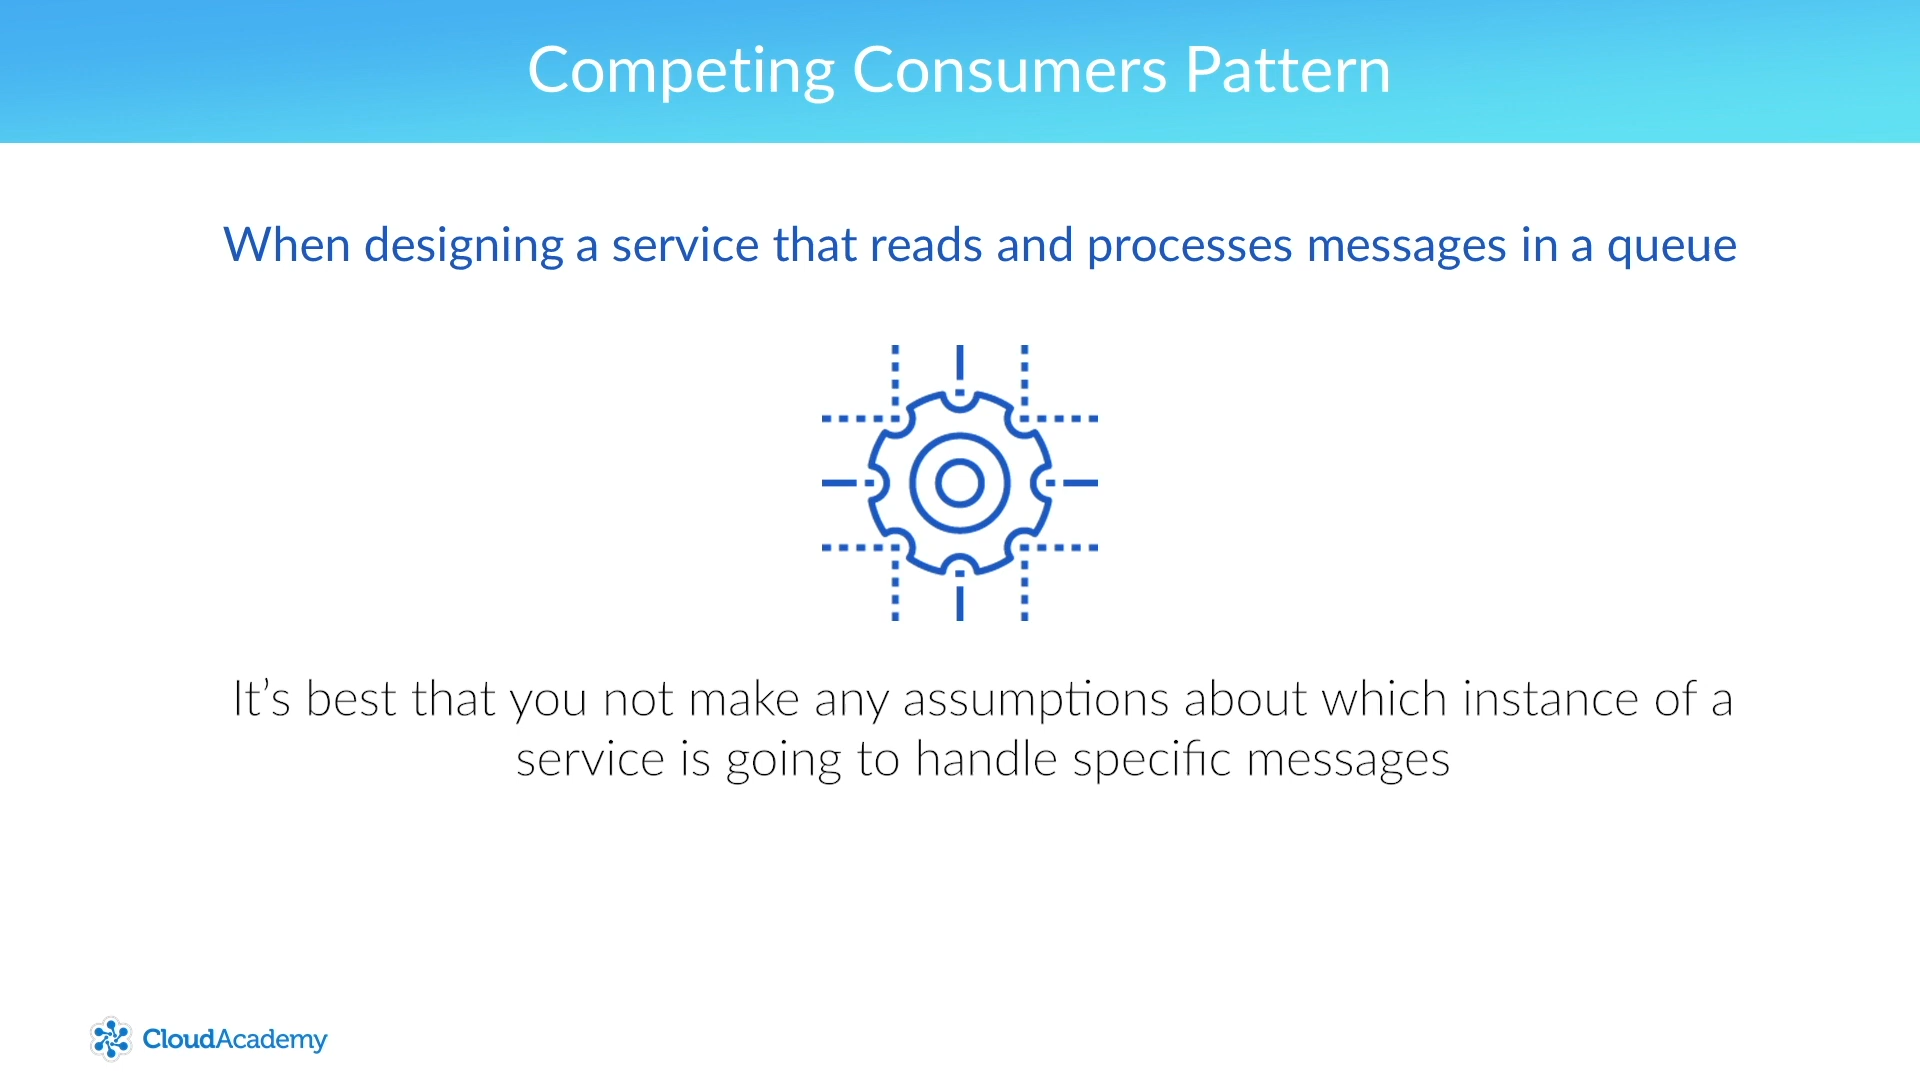 Competing Consumers Pattern
When designing a service that reads and processes messages in a queue
It’s best that you not make any assumptions about which instance of a
service is going to handle specific messages
CloudAcademy